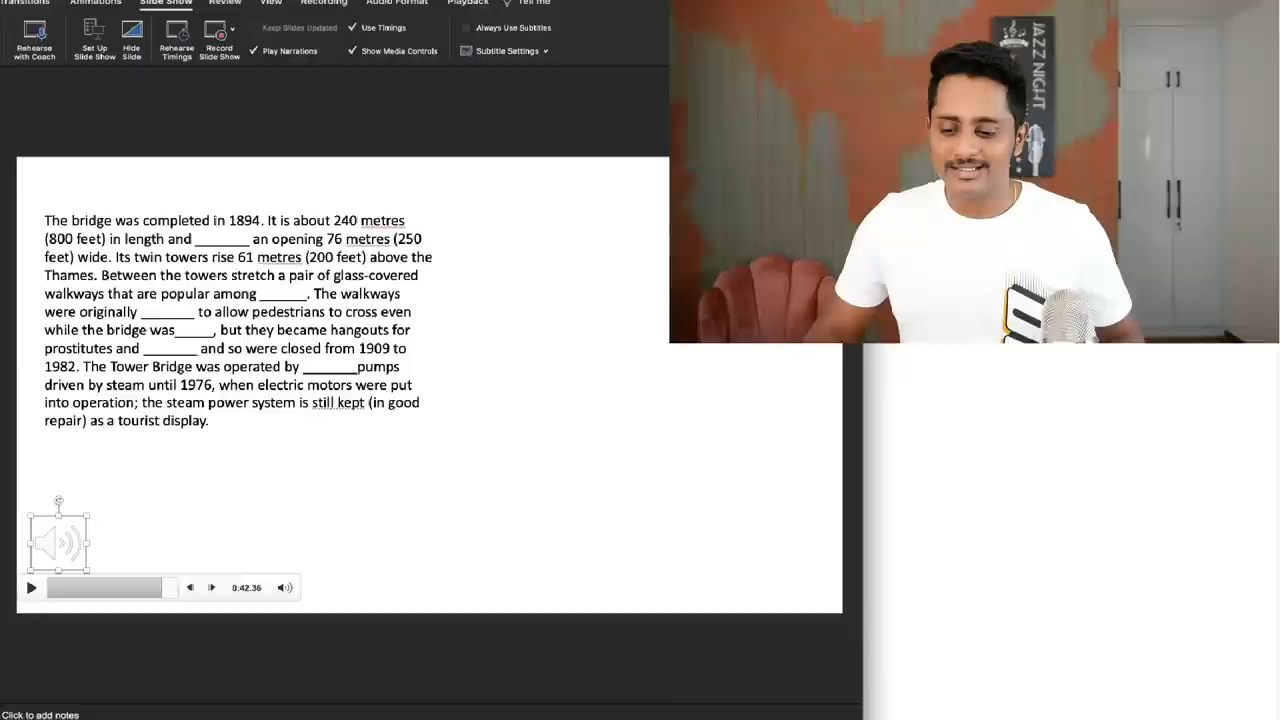 Transitions Animations Slide Show Review View Recording Audio Format Playback Tell me
Keep Slides Updated Use Timings Always Use Subtitles
Rehearse with Coach Set Up Slide Show Hide Slide Rehearse Timings Record Slide Show Play Narrations Show Media Controls Subtitle Settings
JAZZ NIGHT
The bridge was completed in 1894. It is about 240 metres
(800 feet) in length and _______ an opening 76 metres (250
feet) wide. Its twin towers rise 61 metres (200 feet) above the
Thames. Between the towers stretch a pair of glass-covered
walkways that are popular among ______. The walkways
were originally _______ to allow pedestrians to cross even
while the bridge was_____, but they became hangouts for
prostitutes and _______ and so were closed from 1909 to
1982. The Tower Bridge was operated by _______pumps
driven by steam until 1976, when electric motors were put
into operation; the steam power system is still kept (in good
repair) as a tourist display.
0:42.36
Click to add notes